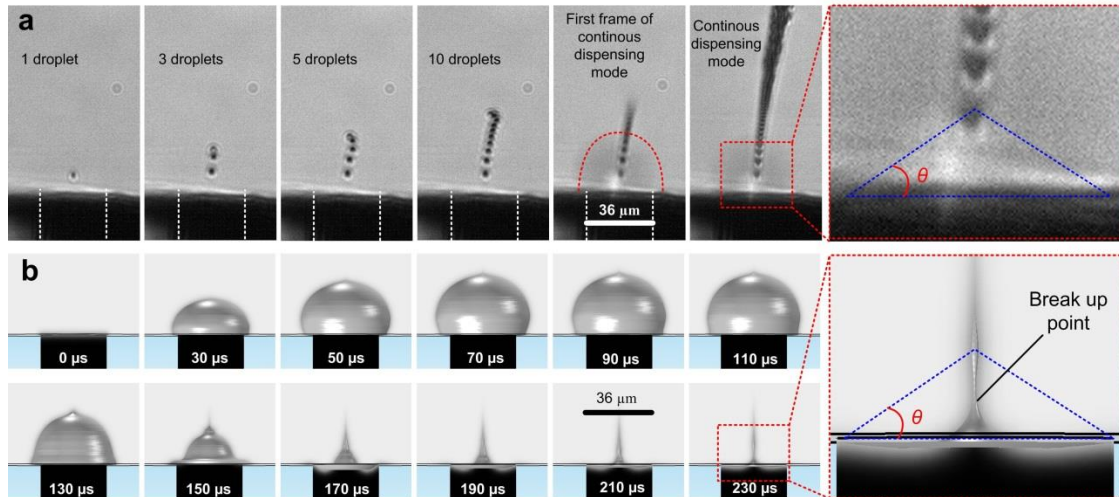 a
1 droplet
3 droplets
5 droplets
10 droplets
First frame of
continous
dispensing
mode
Continous
dispensing
mode
36 µm
θ
b
0 µs
30 µs
50 µs
70 µs
90 µs
110 µs
Break up
point
θ
36 µm
130 µs
150 µs
170 µs
190 µs
210 µs
230 µs